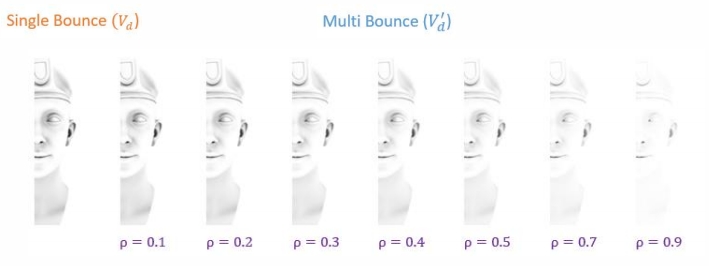 Single Bounce (V_d)
Multi Bounce (V'_d)
ρ = 0.1
ρ = 0.2
ρ = 0.3
ρ = 0.4
ρ = 0.5
ρ = 0.7
ρ = 0.9